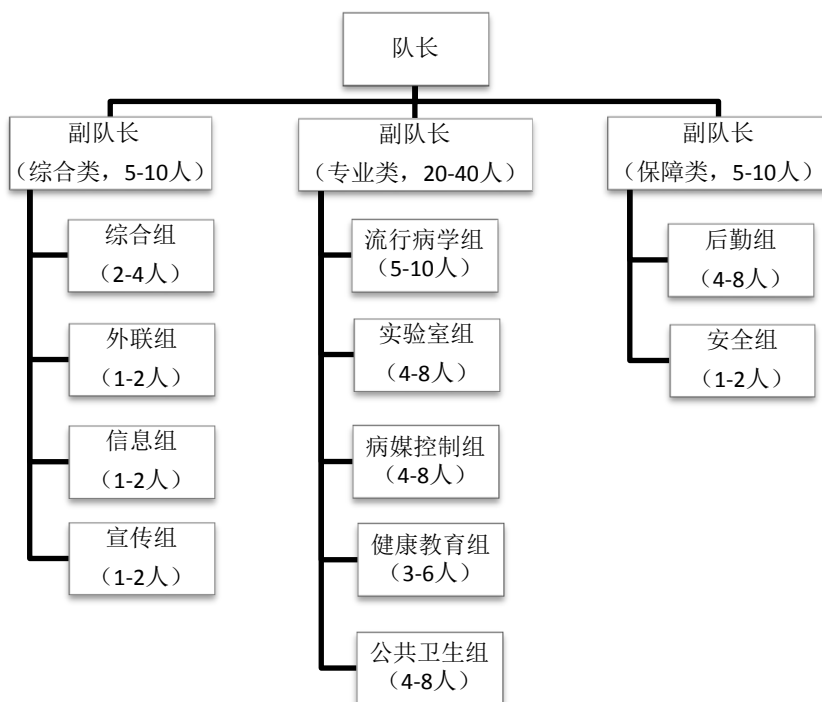 队长
副队长
（综合类，5-10人）
综合组
（2-4人）
外联组
（1-2人）
信息组
（1-2人）
宣传组
（1-2人）
副队长
（专业类，20-40人）
流行病学组
（5-10人）
实验室组
（4-8人）
病媒控制组
（4-8人）
健康教育组
（3-6人）
公共卫生组
（4-8人）
副队长
（保障类，5-10人）
后勤组
（4-8人）
安全组
（1-2人）